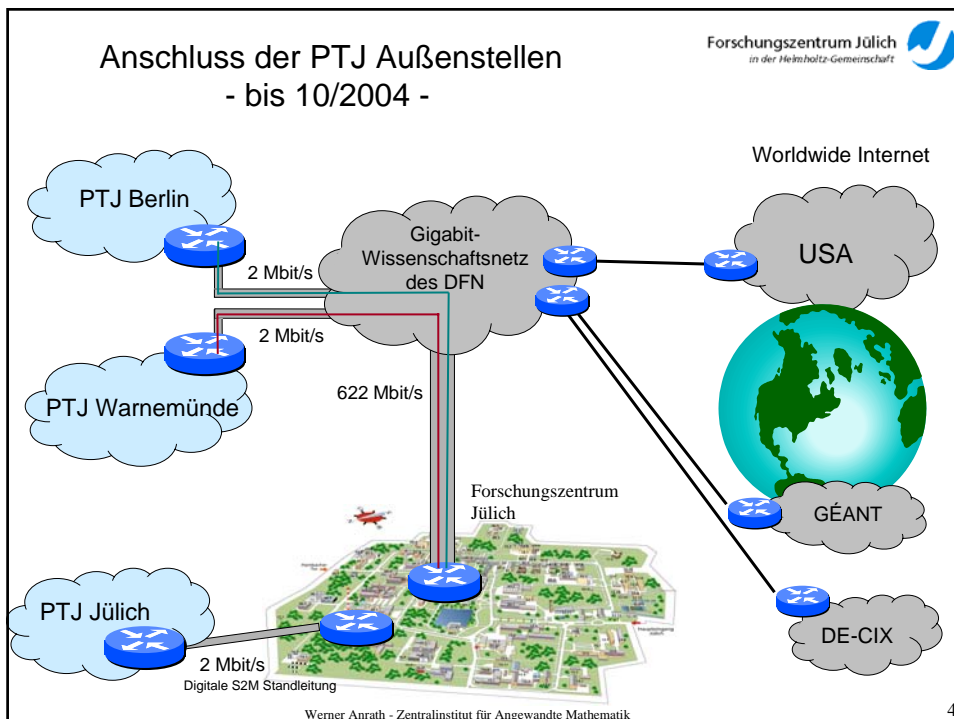 Anschluss der PTJ Außenstellen
- bis 10/2004 -
Forschungszentrum Jülich
in der Helmholtz-Gemeinschaft
Worldwide Internet
PTJ Berlin
Gigabit-
Wissenschaftsnetz
des DFN
USA
2 Mbit/s
2 Mbit/s
PTJ Warnemünde
622 Mbit/s
Forschungszentrum
Jülich
GÉANT
PTJ Jülich
DE-CIX
2 Mbit/s
Digitale S2M Standleitung
Werner Anrath - Zentralinstitut für Angewandte Mathematik
4